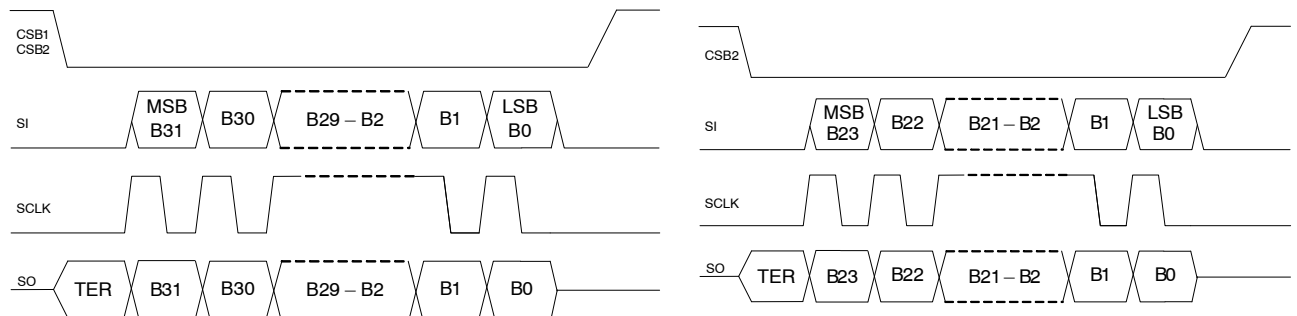 CSB1
CSB2
SI
MSB
B31
B30
B29 – B2
B1
LSB
B0
SCLK
SO
TER
B31
B30
B29 – B2
B1
B0
CSB2
SI
MSB
B23
B22
B21 – B2
B1
LSB
B0
SCLK
SO
TER
B23
B22
B21 – B2
B1
B0